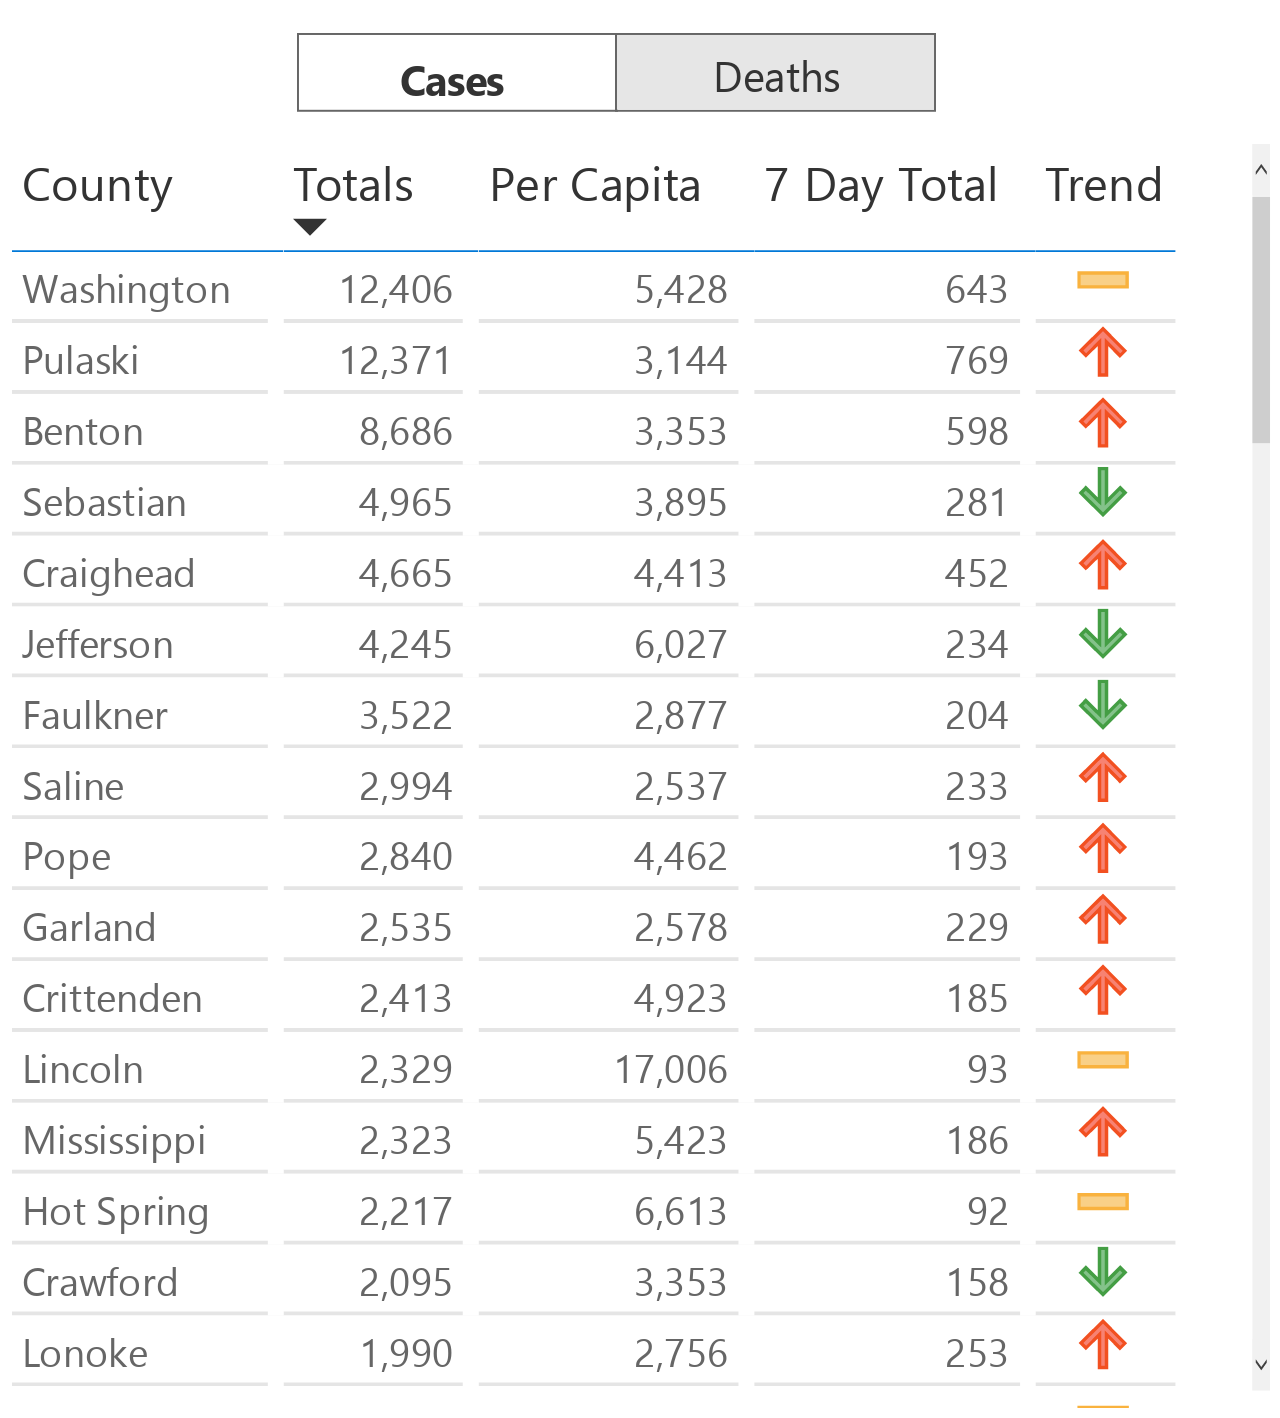 Cases Deaths
County Totals Per Capita 7 Day Total Trend
Washington 12,406 5,428 643
Pulaski 12,371 3,144 769
Benton 8,686 3,353 598
Sebastian 4,965 3,895 281
Craighead 4,665 4,413 452
Jefferson 4,245 6,027 234
Faulkner 3,522 2,877 204
Saline 2,994 2,537 233
Pope 2,840 4,462 193
Garland 2,535 2,578 229
Crittenden 2,413 4,923 185
Lincoln 2,329 17,006 93
Mississippi 2,323 5,423 186
Hot Spring 2,217 6,613 92
Crawford 2,095 3,353 158
Lonoke 1,990 2,756 253